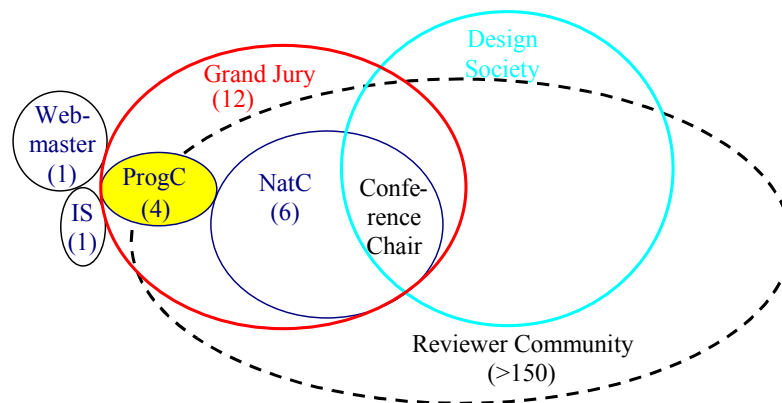 Design
Society
Grand Jury
(12)
Web-
master
(1)
ProgC
(4)
NatC
(6)
Confe-
rence
Chair
IS
(1)
Reviewer Community
(>150)